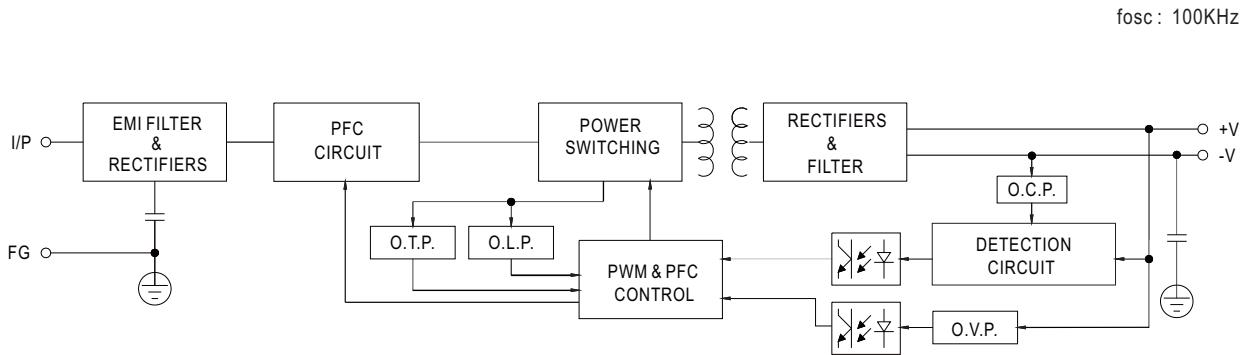 fosc : 100KHz
I/P
EMI FILTER
&
RECTIFIERS
PFC
CIRCUIT
POWER
SWITCHING
RECTIFIERS
&
FILTER
+V
-V
O.C.P.
FG
O.T.P.
O.L.P.
PWM & PFC
CONTROL
DETECTION
CIRCUIT
O.V.P.